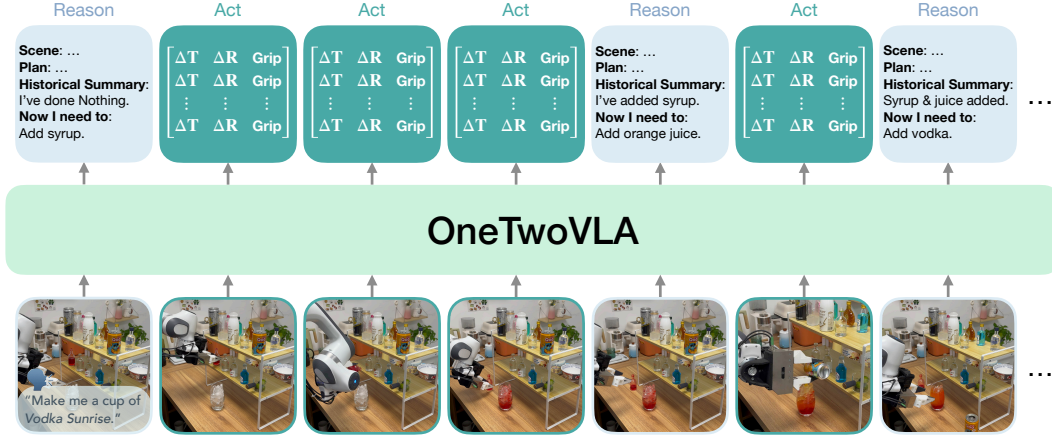 Reason
Act
Act
Act
Reason
Act
Reason
Scene: ...
Plan: ...
Historical Summary:
I've done Nothing.
Now I need to:
Add syrup.
ΔT ΔR Grip
ΔT ΔR Grip
⋮ ⋮ ⋮
ΔT ΔR Grip
ΔT ΔR Grip
ΔT ΔR Grip
⋮ ⋮ ⋮
ΔT ΔR Grip
ΔT ΔR Grip
ΔT ΔR Grip
⋮ ⋮ ⋮
ΔT ΔR Grip
Scene: ...
Plan: ...
Historical Summary:
I've added syrup.
Now I need to:
Add orange juice.
ΔT ΔR Grip
ΔT ΔR Grip
⋮ ⋮ ⋮
ΔT ΔR Grip
Scene: ...
Plan: ...
Historical Summary:
Syrup & juice added.
Now I need to:
Add vodka.
...
OneTwoVLA
"Make me a cup of
Vodka Sunrise."
...